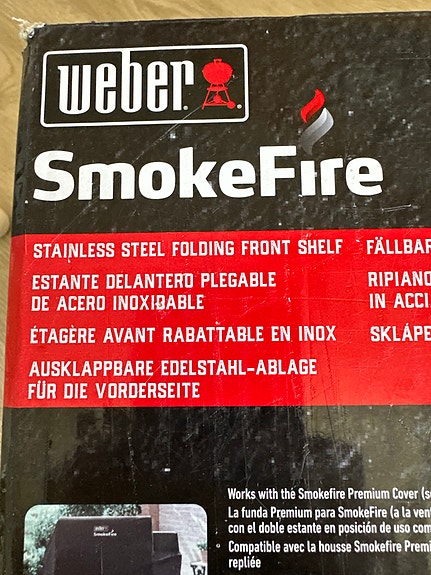 weber
SmokeFire
STAINLESS STEEL FOLDING FRONT SHELF FÄLLBAR
ESTANTE DELANTERO PLEGABLE RIPIANO
DE ACERO INOXIDABLE IN ACCI
ÉTAGÈRE AVANT RABATTABLE EN INOX SKLÁPĚ
AUSKLAPPBARE EDELSTAHL-ABLAGE
FÜR DIE VORDERSEITE
Works with the Smokefire Premium Cover
La funda Premium para SmokeFire (a la
con el doble estante en posición de uso
Compatible avec la housse Smokefire
repliée
weber
SmokeFire